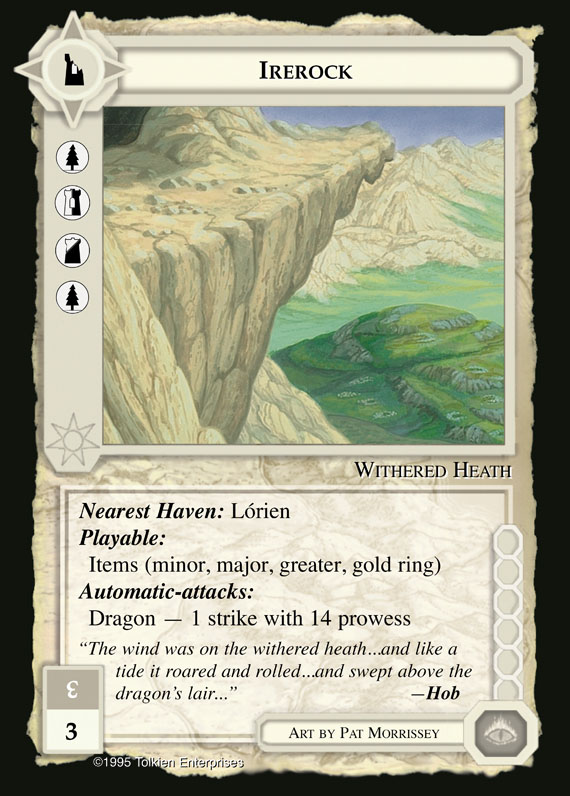 IREROCK
WITHERED HEATH
Nearest Haven: Lórien
Playable:
Items (minor, major, greater, gold ring)
Automatic-attacks:
Dragon — 1 strike with 14 prowess
“The wind was on the withered heath...and like a
tide it roared and rolled...and swept above the
dragon’s lair...” —Hob
ε
3
ART BY PAT MORRISSEY
©1995 Tolkien Enterprises